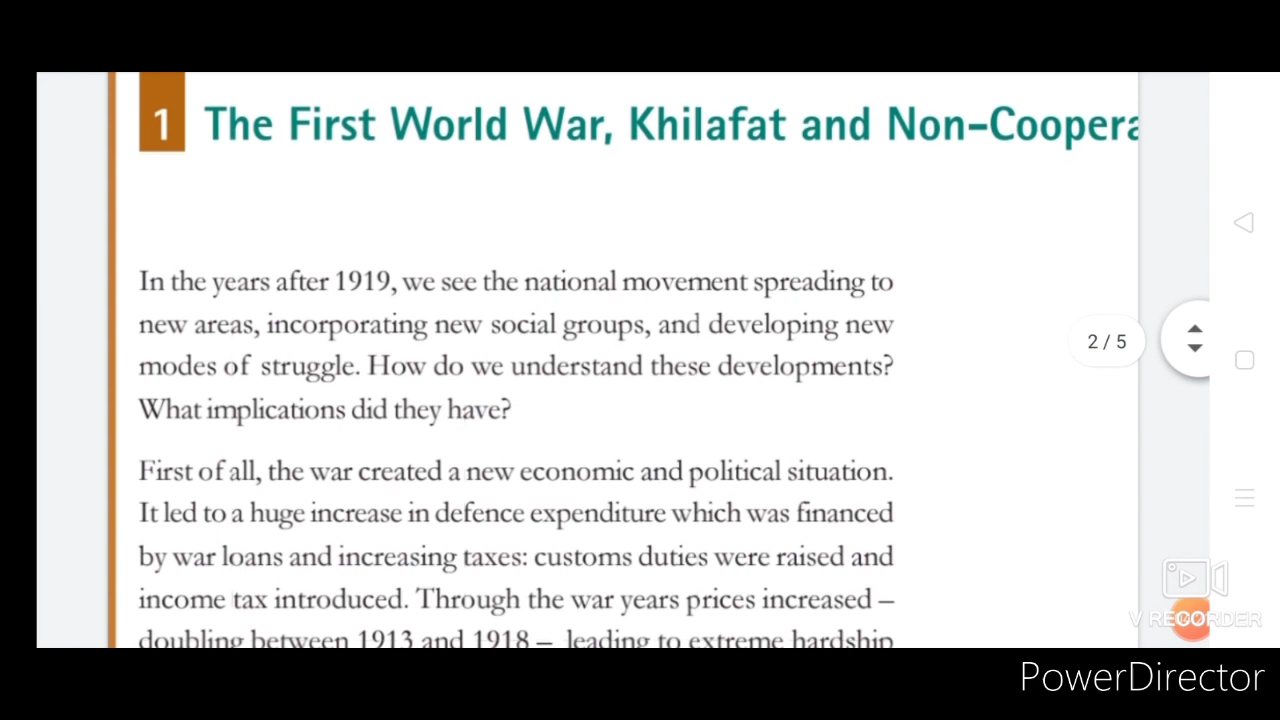 1 The First World War, Khilafat and Non-Coopera
In the years after 1919, we see the national movement spreading to
new areas, incorporating new social groups, and developing new
modes of struggle. How do we understand these developments?
What implications did they have?
First of all, the war created a new economic and political situation.
It led to a huge increase in defence expenditure which was financed
by war loans and increasing taxes: customs duties were raised and
income tax introduced. Through the war years prices increased –
doubling between 1913 and 1918 – leading to extreme hardship
2 / 5
V RECORDER
PowerDirector